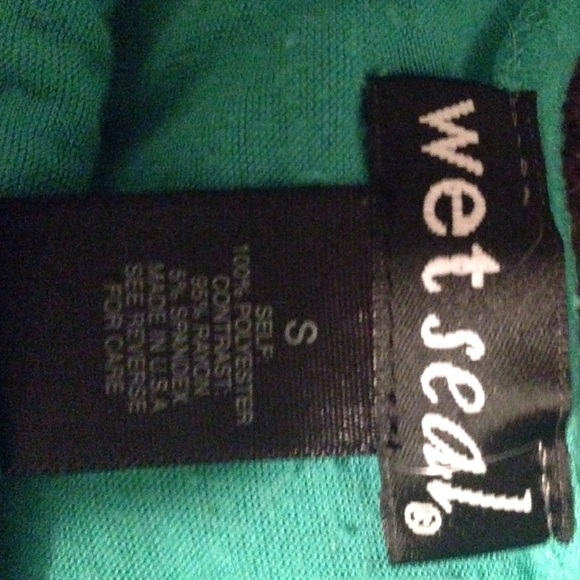 wet seal®
S
SELF
100% POLYESTER
CONTRAST:
95% RAYON
5% SPANDEX
MADE IN U.S.A
SEE REVERSE
FOR CARE